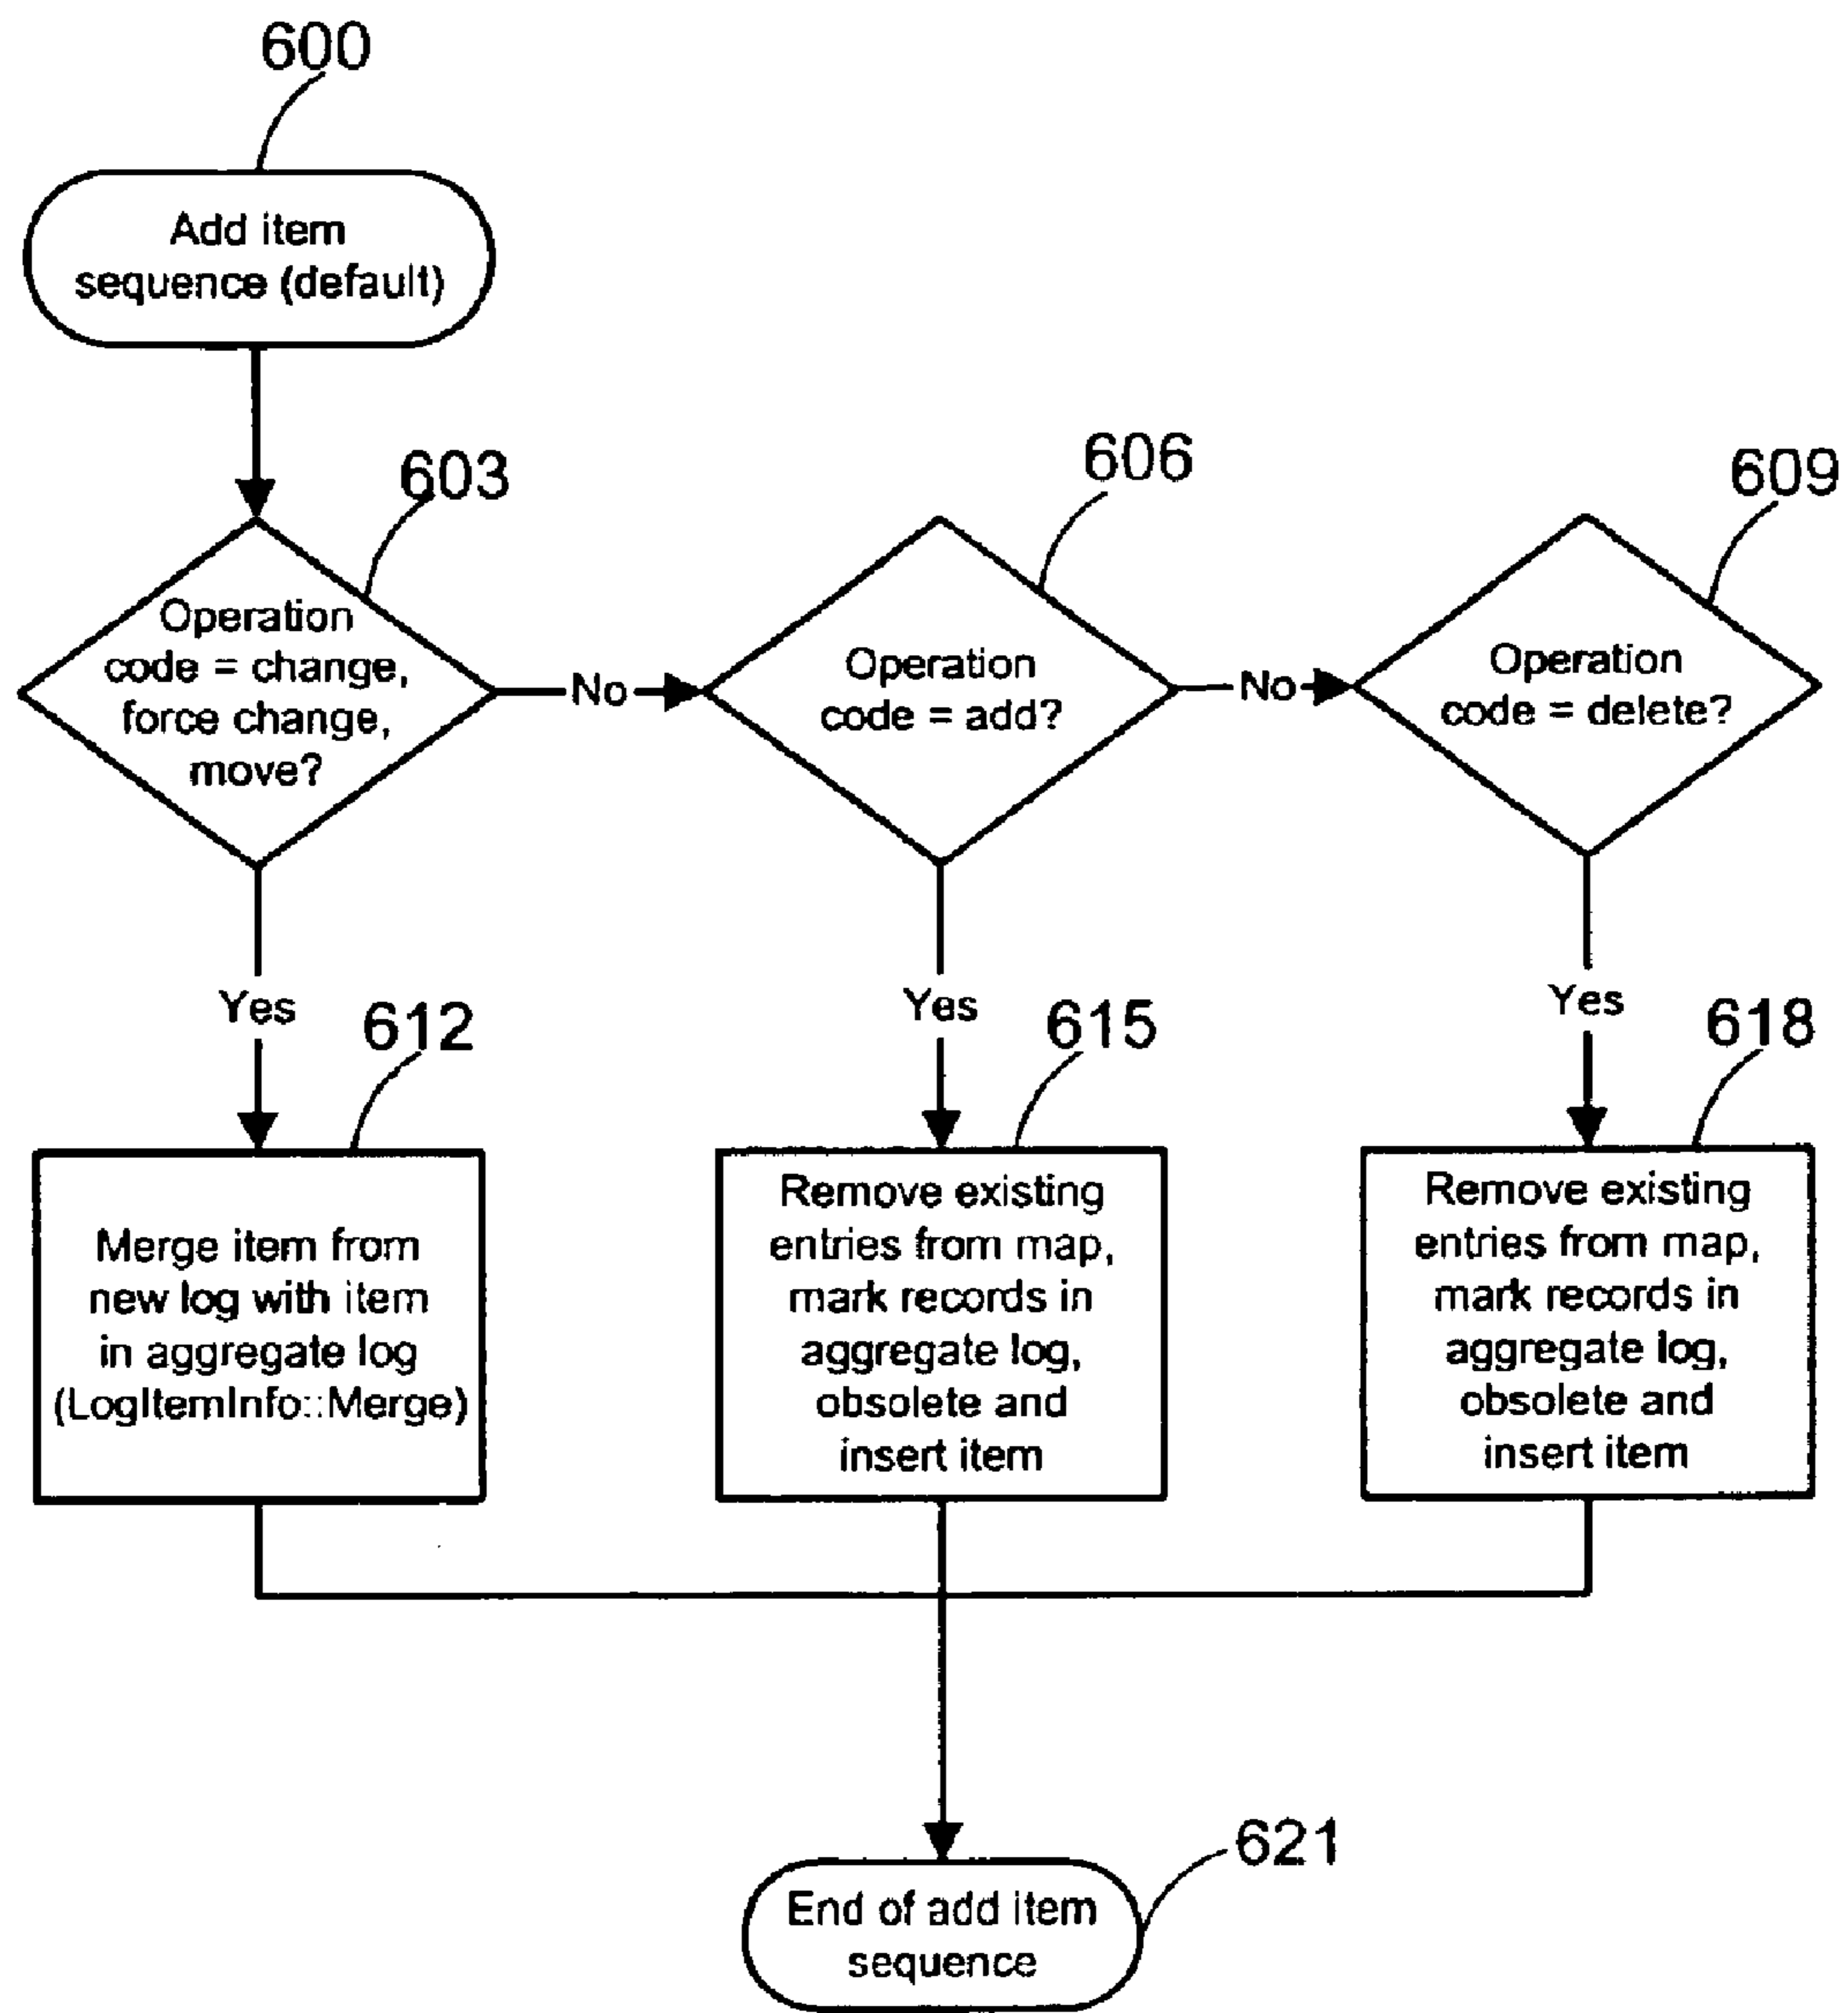 600
Add item
sequence (default)
603
606
609
Operation
code = change,
force change,
move?
No
Operation
code = add?
No
Operation
code = delete?
Yes
Yes
Yes
612
615
618
Merge item from
new log with item
in aggregate log
(LogItemInfo::Merge)
Remove existing
entries from map,
mark records in
aggregate log,
obsolete and
insert item
Remove existing
entries from map,
mark records in
aggregate log,
obsolete and
insert item
621
End of add item
sequence